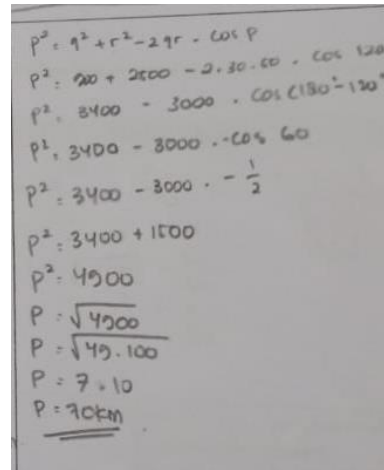 p² = q² + r² - 2qr . cos P
p² = 900 + 2500 - 2.30.50 . cos 120
p² = 3400 - 3000 . cos (180° - 120°
p² = 3400 - 3000 . -cos 60
p² = 3400 - 3000 . - 1/2
p² = 3400 + 1500
p² = 4900
P = √4900
P = √49.100
P = 7 . 10
P = 70km